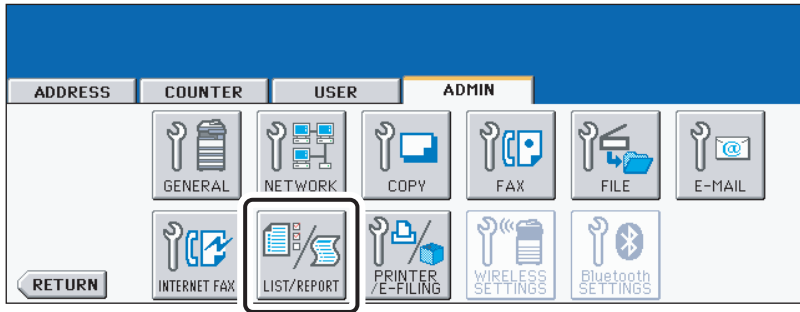 ADDRESS COUNTER USER ADMIN
GENERAL NETWORK COPY FAX FILE E-MAIL
@
INTERNET FAX LIST/REPORT PRINTER
/E-FILING WIRELESS
SETTINGS Bluetooth
SETTINGS
RETURN